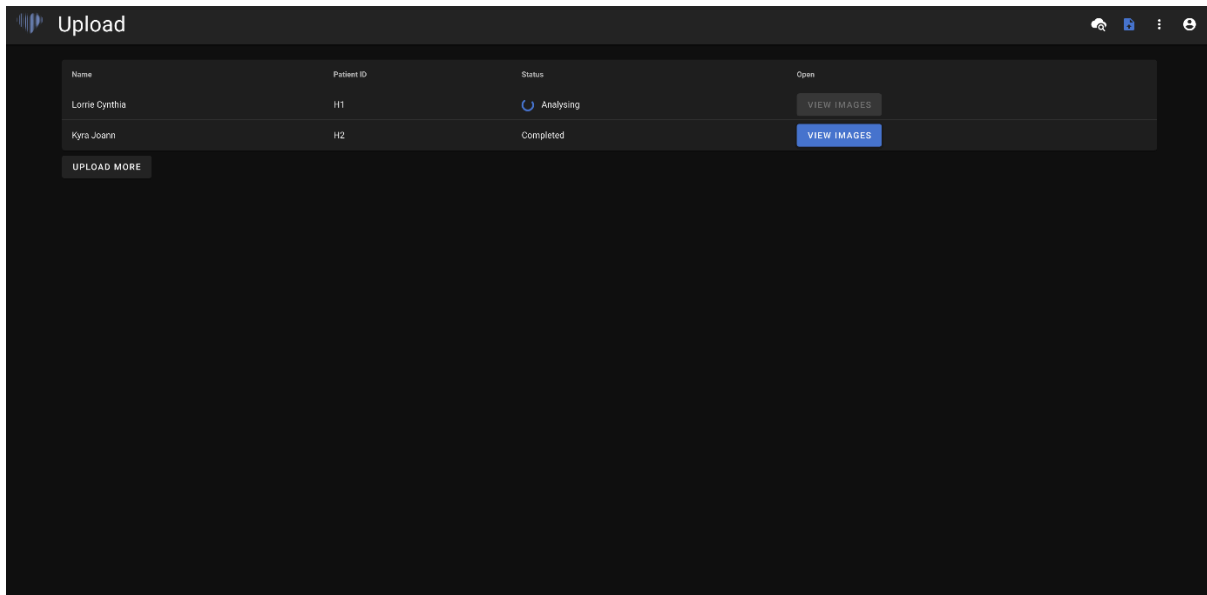 Upload
Name Patient ID Status Open
Lorrie Cynthia H1 Analysing VIEW IMAGES
Kyra Joann H2 Completed VIEW IMAGES
UPLOAD MORE